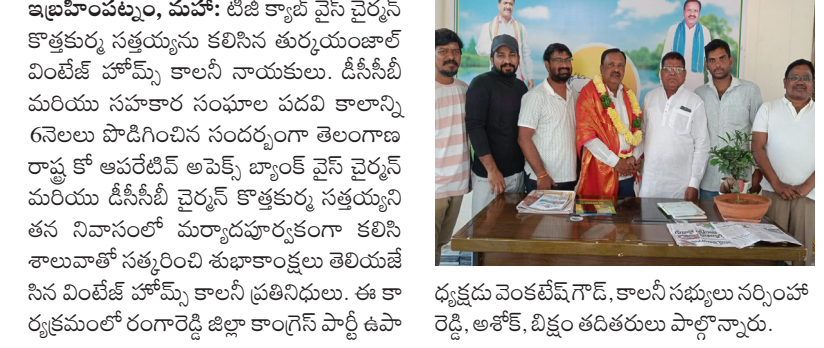 ఇబ్రహీంపట్నం, మహా: టీజీ క్యాబ్ వైస్ చైర్మన్
కొత్తకుర్మ సత్తయ్యను కలిసిన తుర్కయంజాల్
వింటేజ్ హోమ్స్ కాలనీ నాయకులు. డీసీసీబీ
మరియు సహకార సంఘాల పదవి కాలాన్ని
6నెలలు పొడిగించిన సందర్భంగా తెలంగాణ
రాష్ట్ర కో ఆపరేటివ్ అపెక్స్ బ్యాంక్ వైస్ చైర్మన్
మరియు డీసీసీబీ చైర్మన్ కొత్తకుర్మ సత్తయ్యని
తన నివాసంలో మర్యాదపూర్వకంగా కలిసి
శాలువాతో సత్కరించి శుభాకాంక్షలు తెలియజే
సిన వింటేజ్ హోమ్స్ కాలనీ ప్రతినిధులు. ఈ కా
ర్యక్రమంలో రంగారెడ్డి జిల్లా కాంగ్రెస్ పార్టీ ఉపా
ధ్యక్షుడు వెంకటేష్ గౌడ్, కాలనీ సభ్యులు నర్సింహా
రెడ్డి, అశోక్, బిక్షం తదితరులు పాల్గొన్నారు.